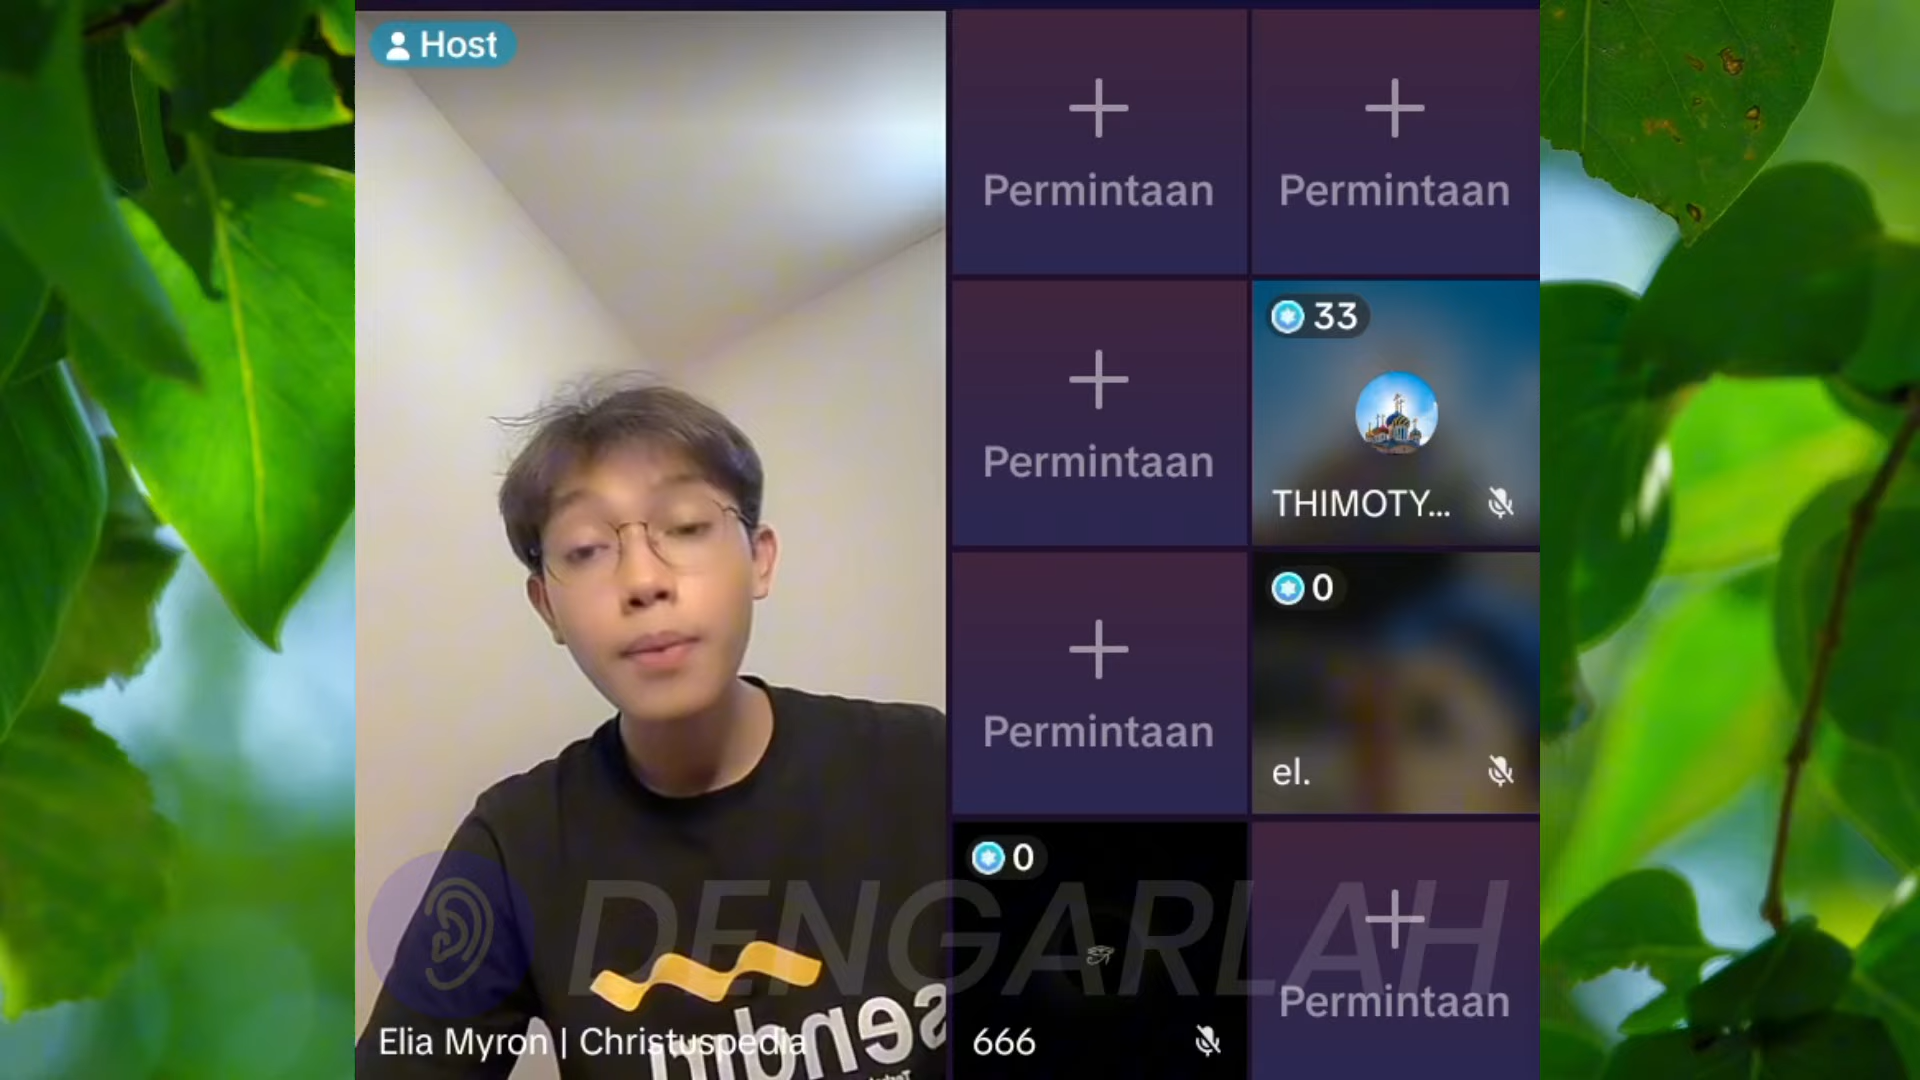 Host
Permintaan
Permintaan
Permintaan
33
THIMOTY...
Permintaan
0
el.
0
666
Permintaan
DENGARLAH
Elia Myron | Christuspedia